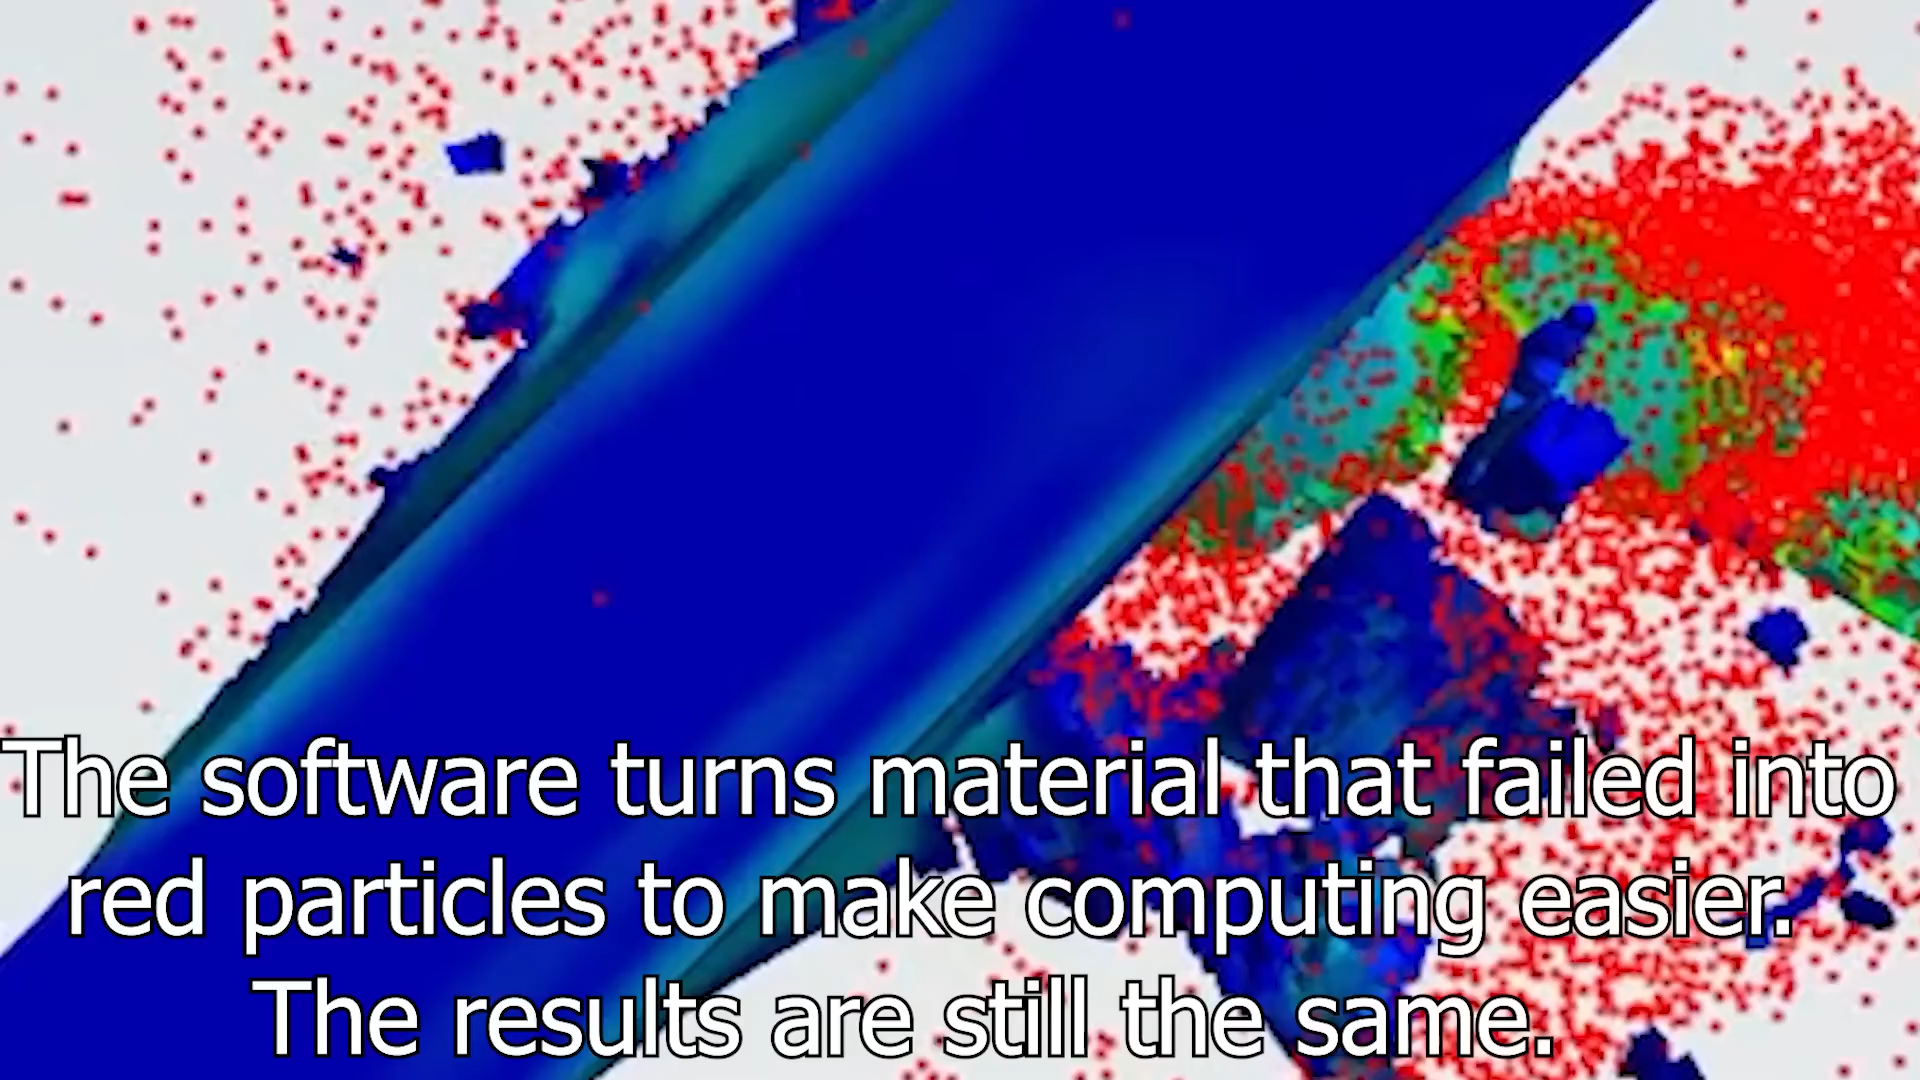 The software turns material that failed into
red particles to make computing easier.
The results are still the same.